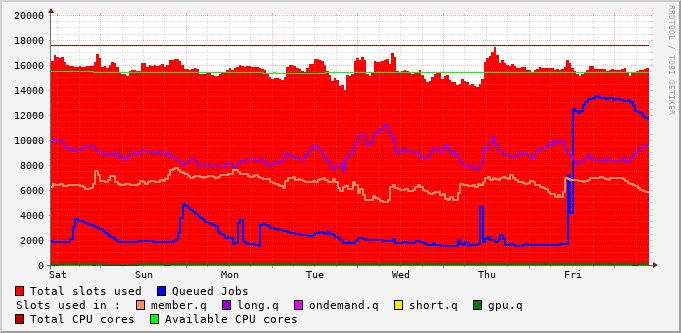 20000
18000
16000
14000
12000
10000
8000
6000
4000
2000
0
Sat Sun Mon Tue Wed Thu Fri
RRDTOOL / TOBI OETIKER
Total slots used Queued Jobs
Slots used in : member.q long.q ondemand.q short.q gpu.q
Total CPU cores Available CPU cores